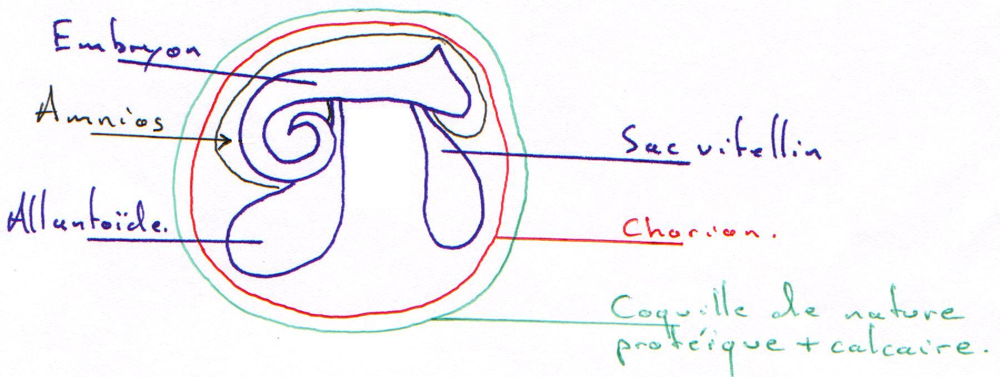 Embryon
Amnios
Sac vitellin
Allantoïde.
Chorion.
Coquille de nature
protéique + calcaire.